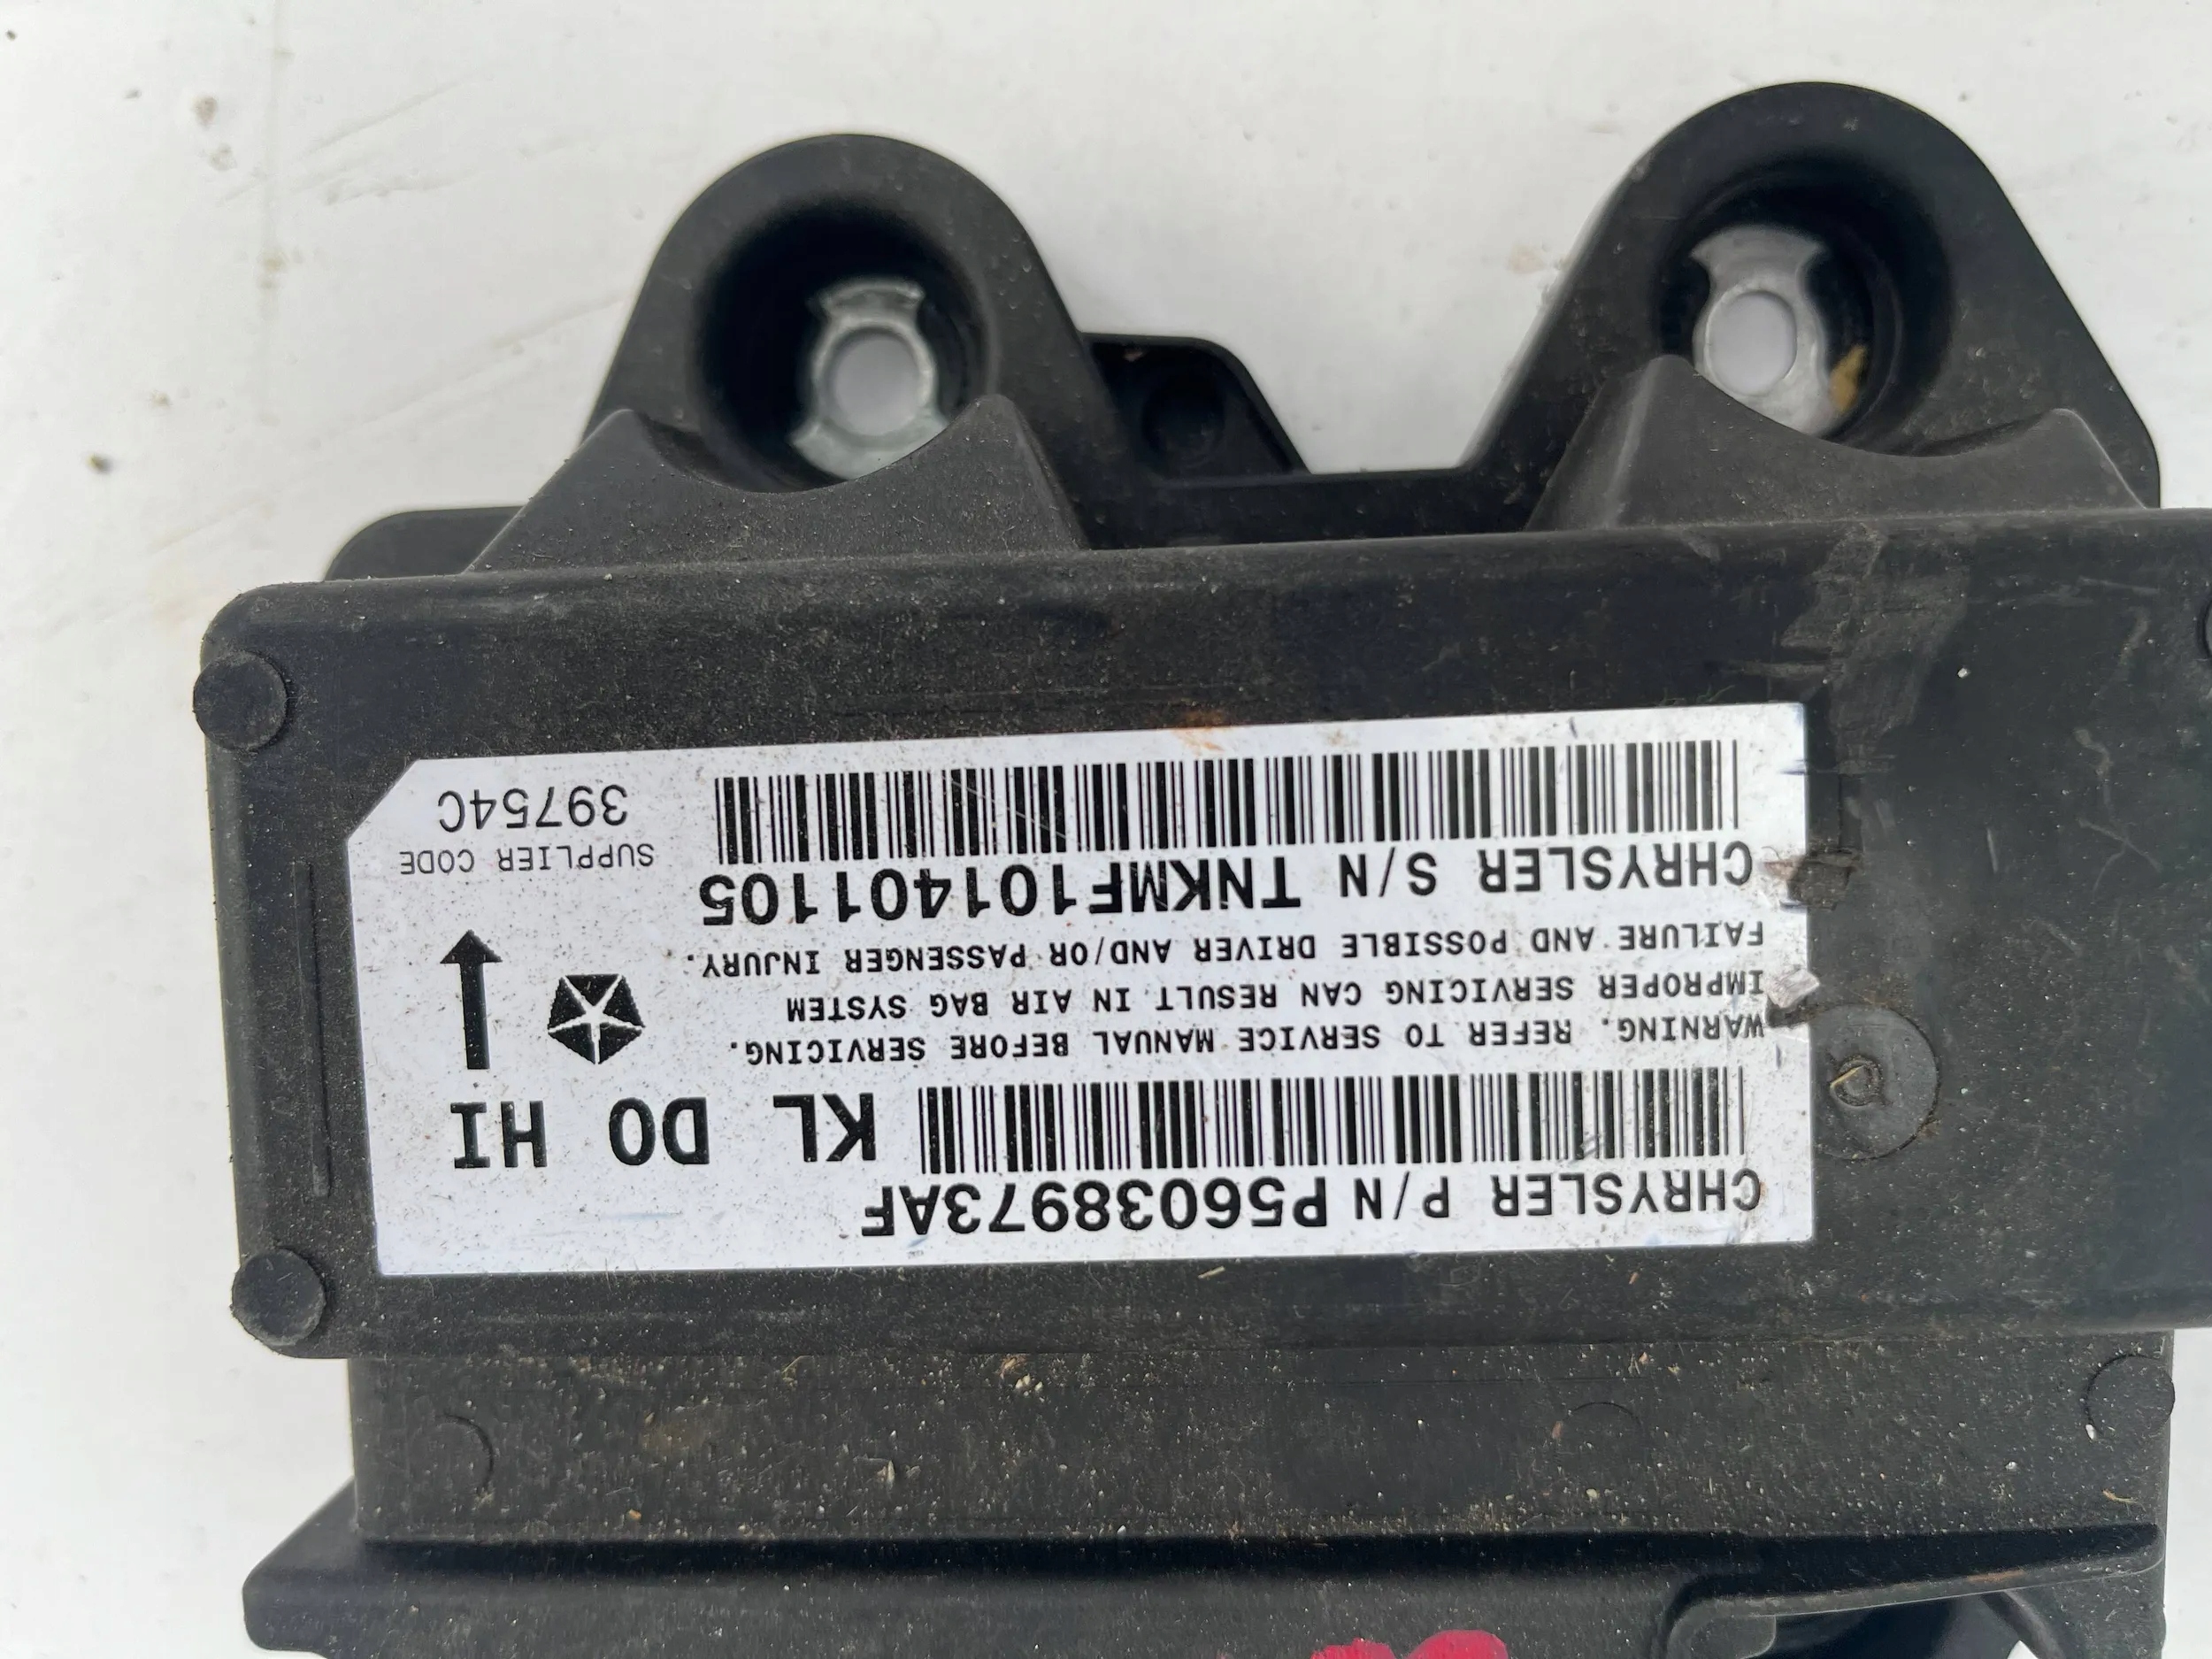 CHRYSLER P/N P56038973AF
KL DO HI
WARNING. REFER TO SERVICE MANUAL BEFORE SERVICING.
IMPROPER SERVICING CAN RESULT IN AIR BAG SYSTEM
FAILURE AND POSSIBLE DRIVER AND/OR PASSENGER INJURY.
CHRYSLER S/N TNKMF101401105
SUPPLIER CODE
39754C